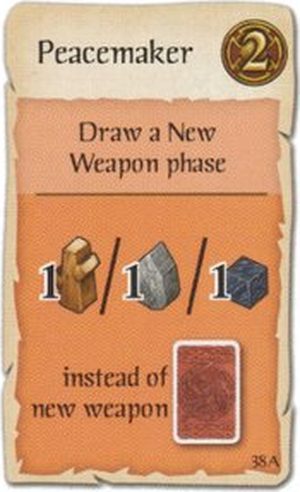 Peacemaker 2
Draw a New
Weapon phase
1 / 1 / 1
instead of
new weapon
38A